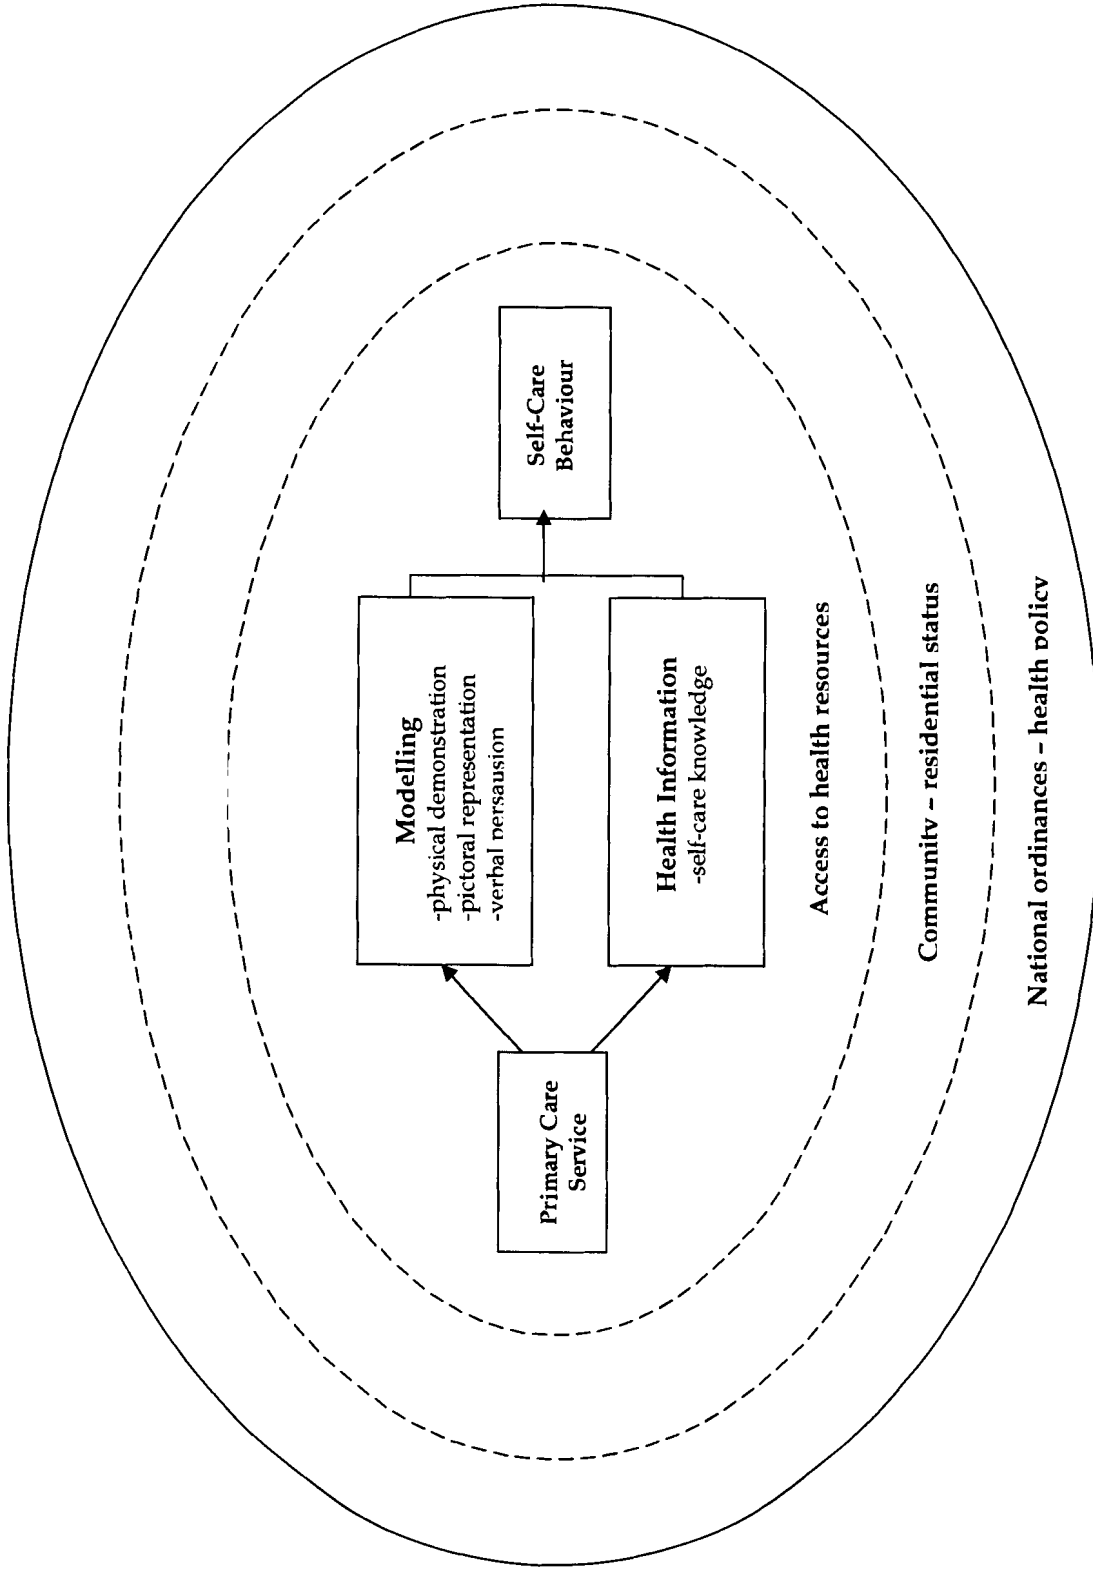 Primary Care
Service
Modelling
-physical demonstration
-pictoral representation
-verbal persausion
Health Information
-self-care knowledge
Self-Care
Behaviour
Access to health resources
Community – residential status
National ordinances – health policy